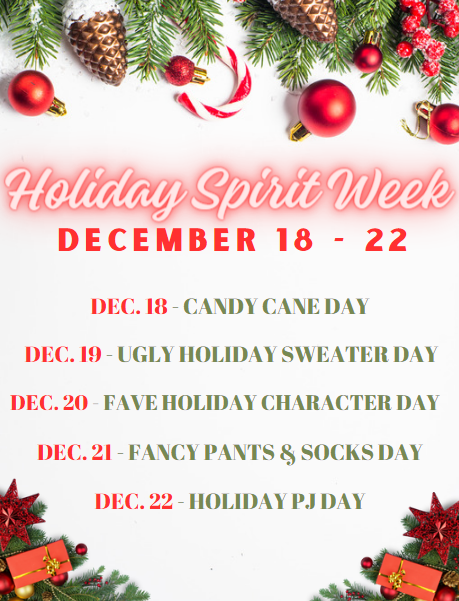 Holiday Spirit Week
DECEMBER 18 - 22
DEC. 18 - CANDY CANE DAY
DEC. 19 - UGLY HOLIDAY SWEATER DAY
DEC. 20 - FAVE HOLIDAY CHARACTER DAY
DEC. 21 - FANCY PANTS & SOCKS DAY
DEC. 22 - HOLIDAY PJ DAY